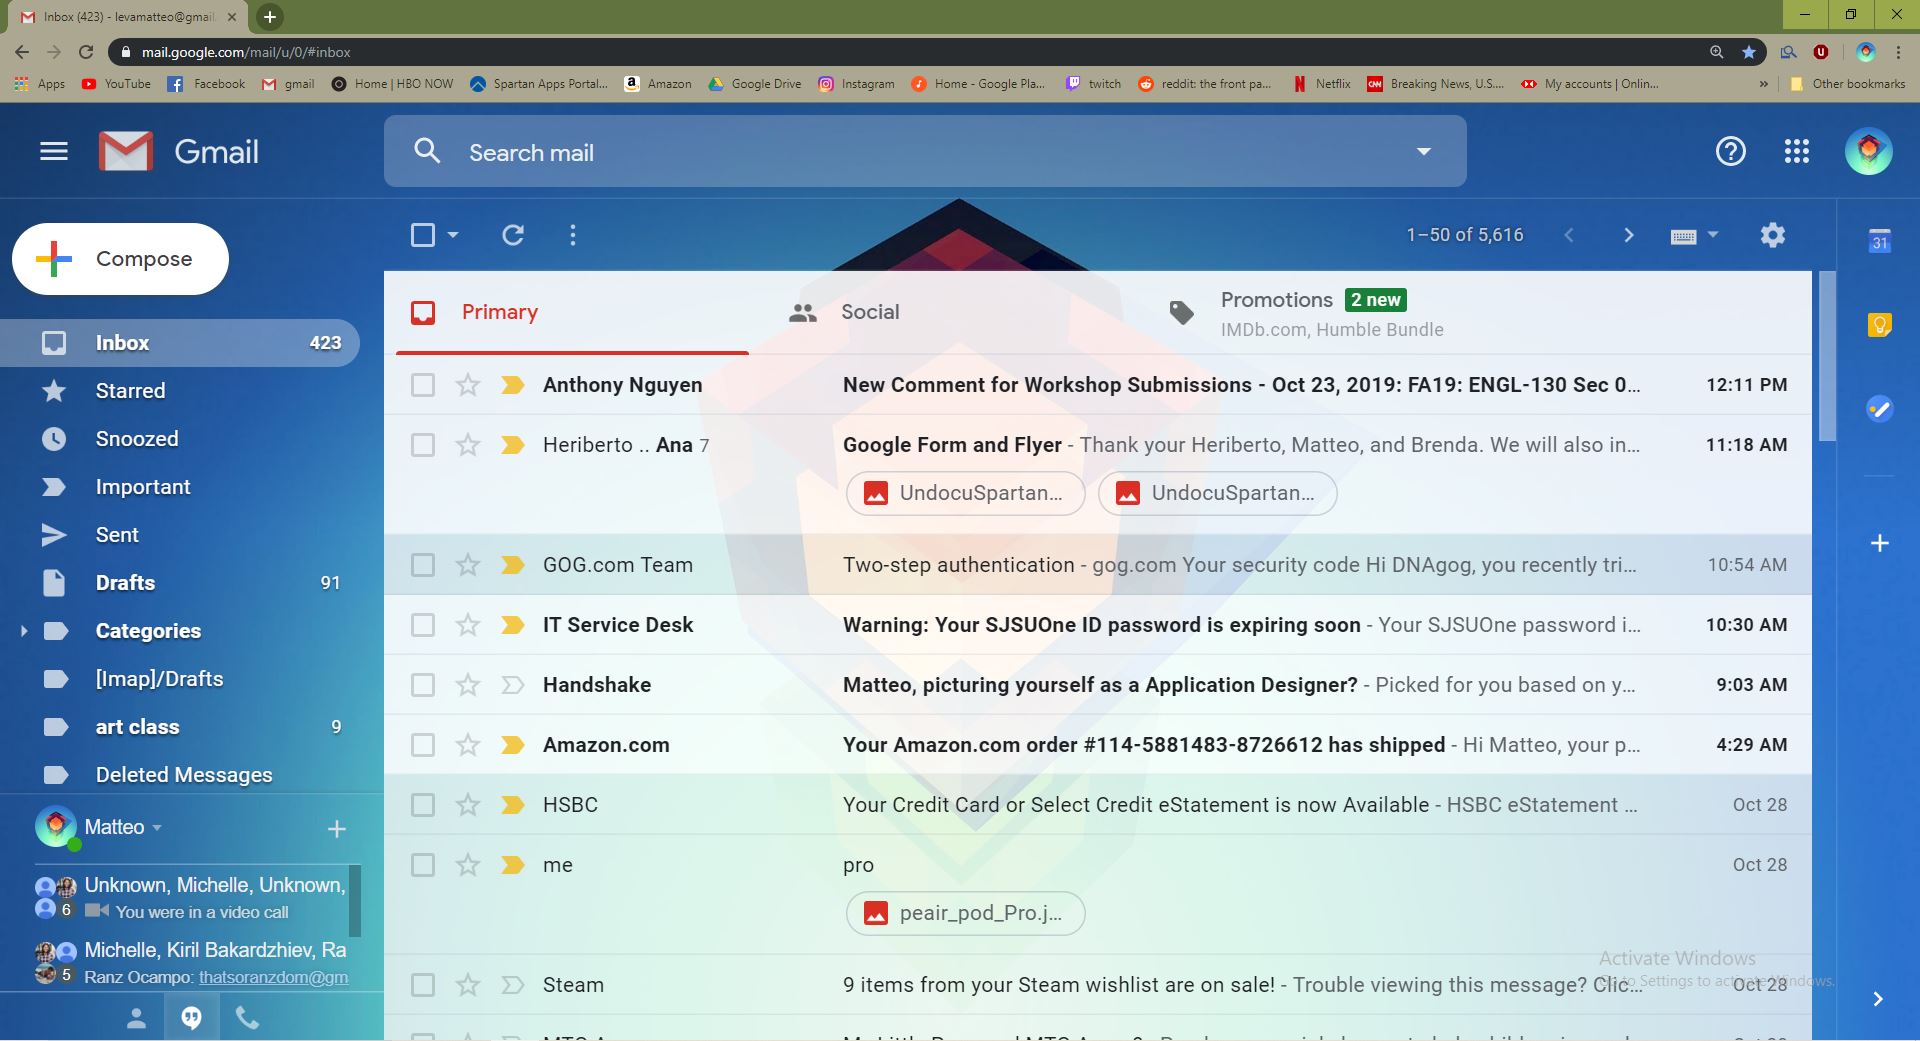 Inbox (423) - levamatteo@gmail.
mail.google.com/mail/u/0/#inbox
Apps YouTube Facebook gmail Home | HBO NOW Spartan Apps Portal... Amazon Google Drive Instagram Home - Google Pla... twitch reddit: the front pa... Netflix Breaking News, U.S.... My accounts | Onlin... » Other bookmarks
Gmail
Search mail
Compose
1–50 of 5,616
31
Inbox 423
Starred
Snoozed
Important
Sent
Drafts 91
Categories
[Imap]/Drafts
art class 9
Deleted Messages
Matteo
Unknown, Michelle, Unknown,
6 You were in a video call
Michelle, Kiril Bakardzhiev, Ra
5 Ranz Ocampo: thatsoranzdom@gm
Primary
Social
Promotions 2 new
IMDb.com, Humble Bundle
Anthony Nguyen New Comment for Workshop Submissions - Oct 23, 2019: FA19: ENGL-130 Sec 0... 12:11 PM
Heriberto .. Ana 7 Google Form and Flyer - Thank your Heriberto, Matteo, and Brenda. We will also in... 11:18 AM
UndocuSpartan... UndocuSpartan...
GOG.com Team Two-step authentication - gog.com Your security code Hi DNAgog, you recently tri... 10:54 AM
IT Service Desk Warning: Your SJSUOne ID password is expiring soon - Your SJSUOne password i... 10:30 AM
Handshake Matteo, picturing yourself as a Application Designer? - Picked for you based on y... 9:03 AM
Amazon.com Your Amazon.com order #114-5881483-8726612 has shipped - Hi Matteo, your p... 4:29 AM
HSBC Your Credit Card or Select Credit eStatement is now Available - HSBC eStatement ... Oct 28
me pro Oct 28
peair_pod_Pro.j...
Activate Windows
Go to Settings to activate Windows.
Steam 9 items from your Steam wishlist are on sale! - Trouble viewing this message? Clic... Oct 28